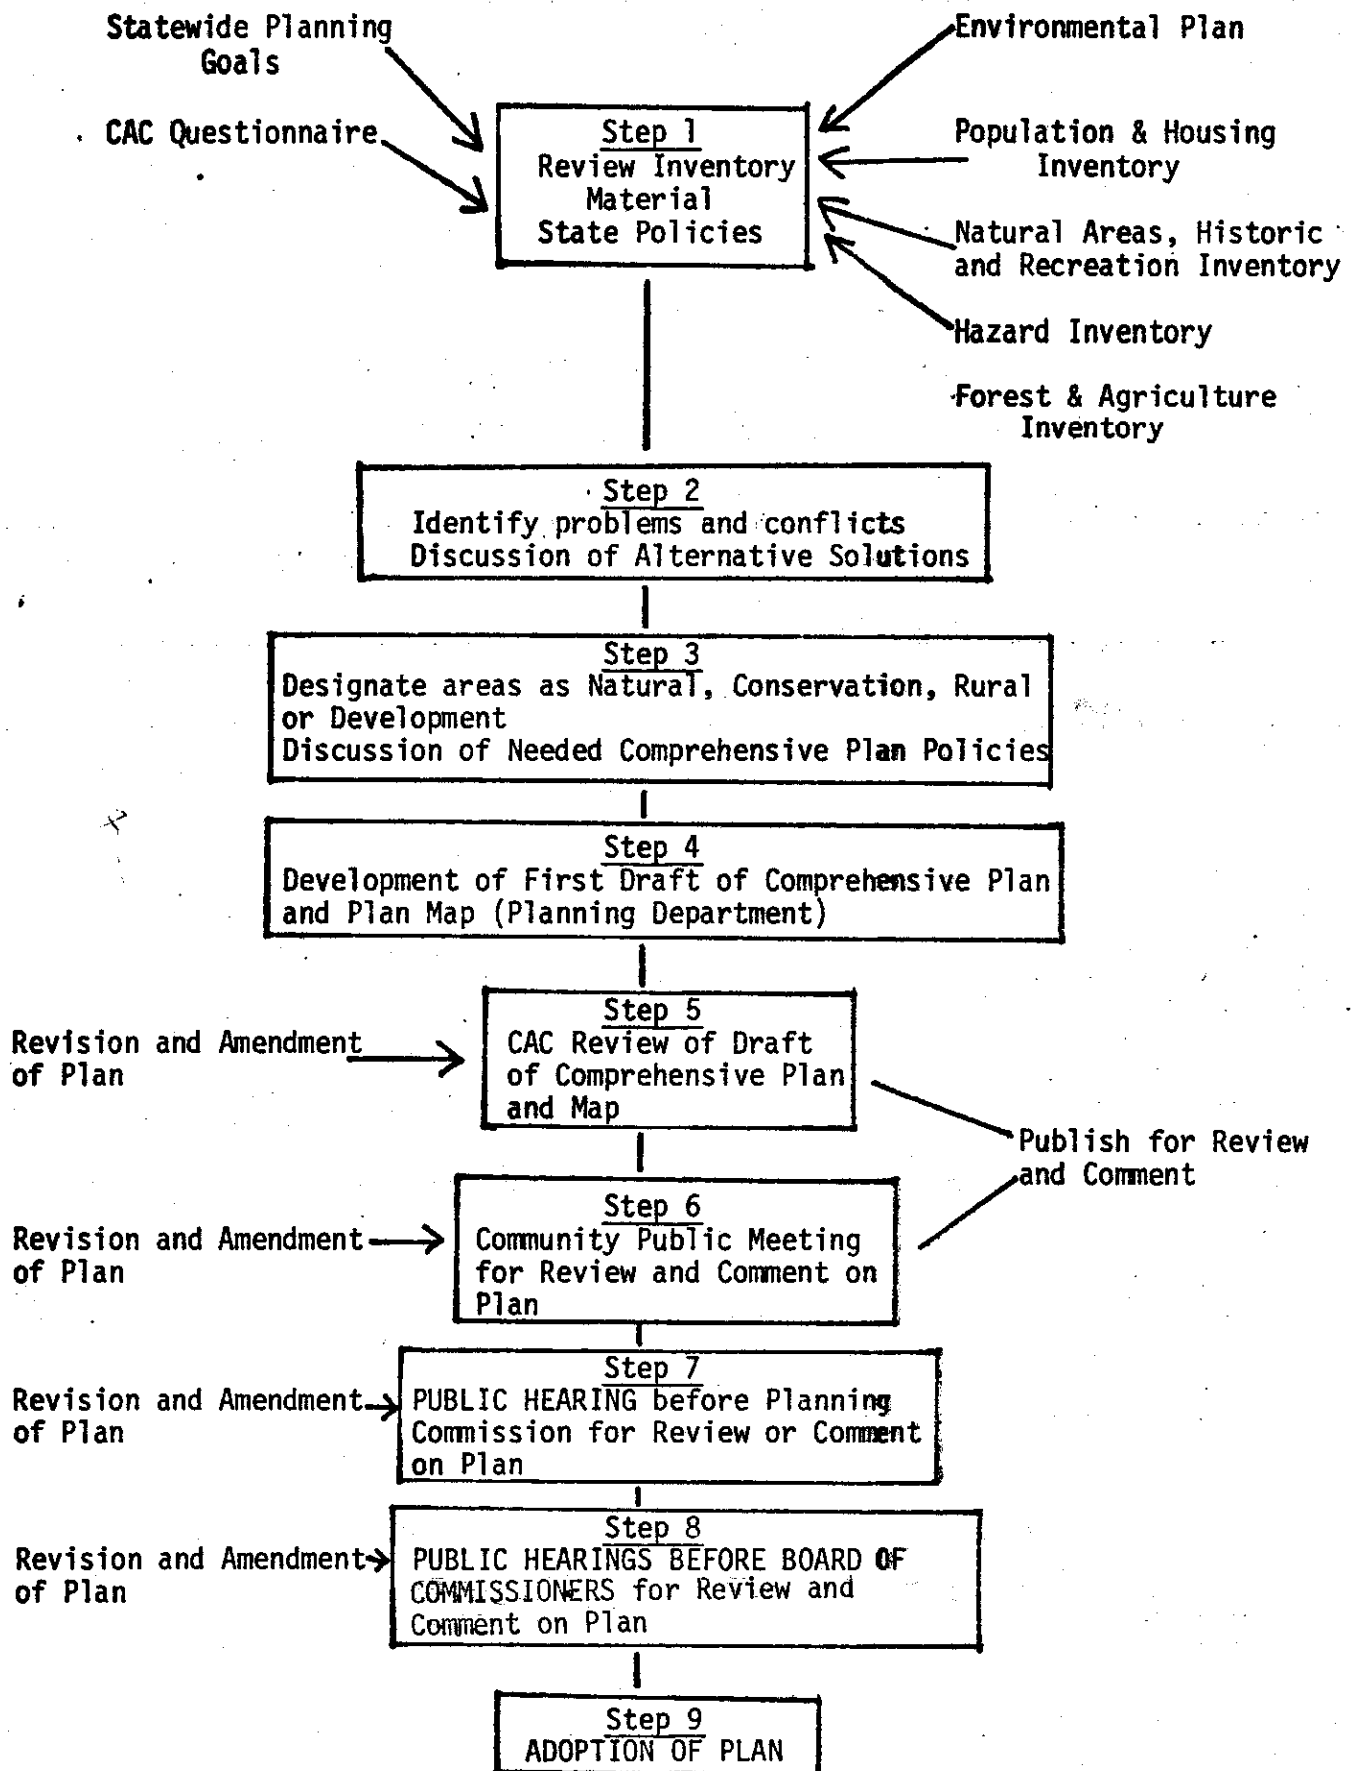 Statewide Planning
Goals
CAC Questionnaire
Environmental Plan
Population & Housing
Inventory
Natural Areas, Historic
and Recreation Inventory
Hazard Inventory
Forest & Agriculture
Inventory
Step 1
Review Inventory
Material
State Policies
Step 2
Identify problems and conflicts
Discussion of Alternative Solutions
Step 3
Designate areas as Natural, Conservation, Rural
or Development
Discussion of Needed Comprehensive Plan Policies
Step 4
Development of First Draft of Comprehensive Plan
and Plan Map (Planning Department)
Revision and Amendment
of Plan
Step 5
CAC Review of Draft
of Comprehensive Plan
and Map
Publish for Review
and Comment
Revision and Amendment
of Plan
Step 6
Community Public Meeting
for Review and Comment on
Plan
Revision and Amendment
of Plan
Step 7
PUBLIC HEARING before Planning
Commission for Review or Comment
on Plan
Revision and Amendment
of Plan
Step 8
PUBLIC HEARINGS BEFORE BOARD OF
COMMISSIONERS for Review and
Comment on Plan
Step 9
ADOPTION OF PLAN